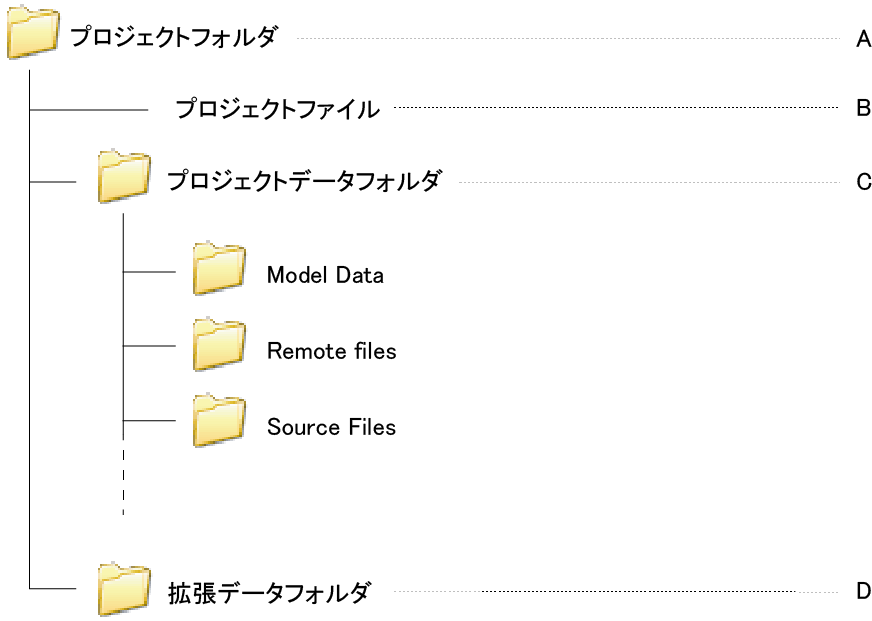 プロジェクトフォルダ A
プロジェクトファイル B
プロジェクトデータフォルダ C
Model Data
Remote files
Source Files
拡張データフォルダ D